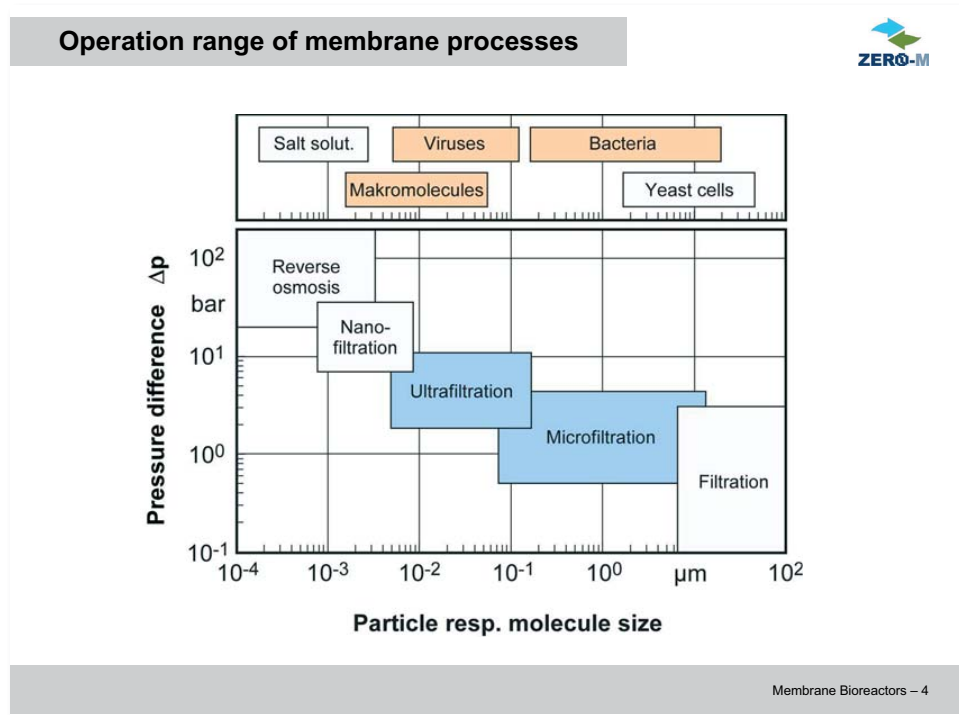 Operation range of membrane processes
ZERO-M
Salt solut.
Viruses
Bacteria
Makromolecules
Yeast cells
Pressure difference Δp
10²
bar
10¹
10⁰
10⁻¹
Reverse
osmosis
Nano-
filtration
Ultrafiltration
Microfiltration
Filtration
10⁻⁴ 10⁻³ 10⁻² 10⁻¹ 10⁰ µm 10²
Particle resp. molecule size
Membrane Bioreactors – 4